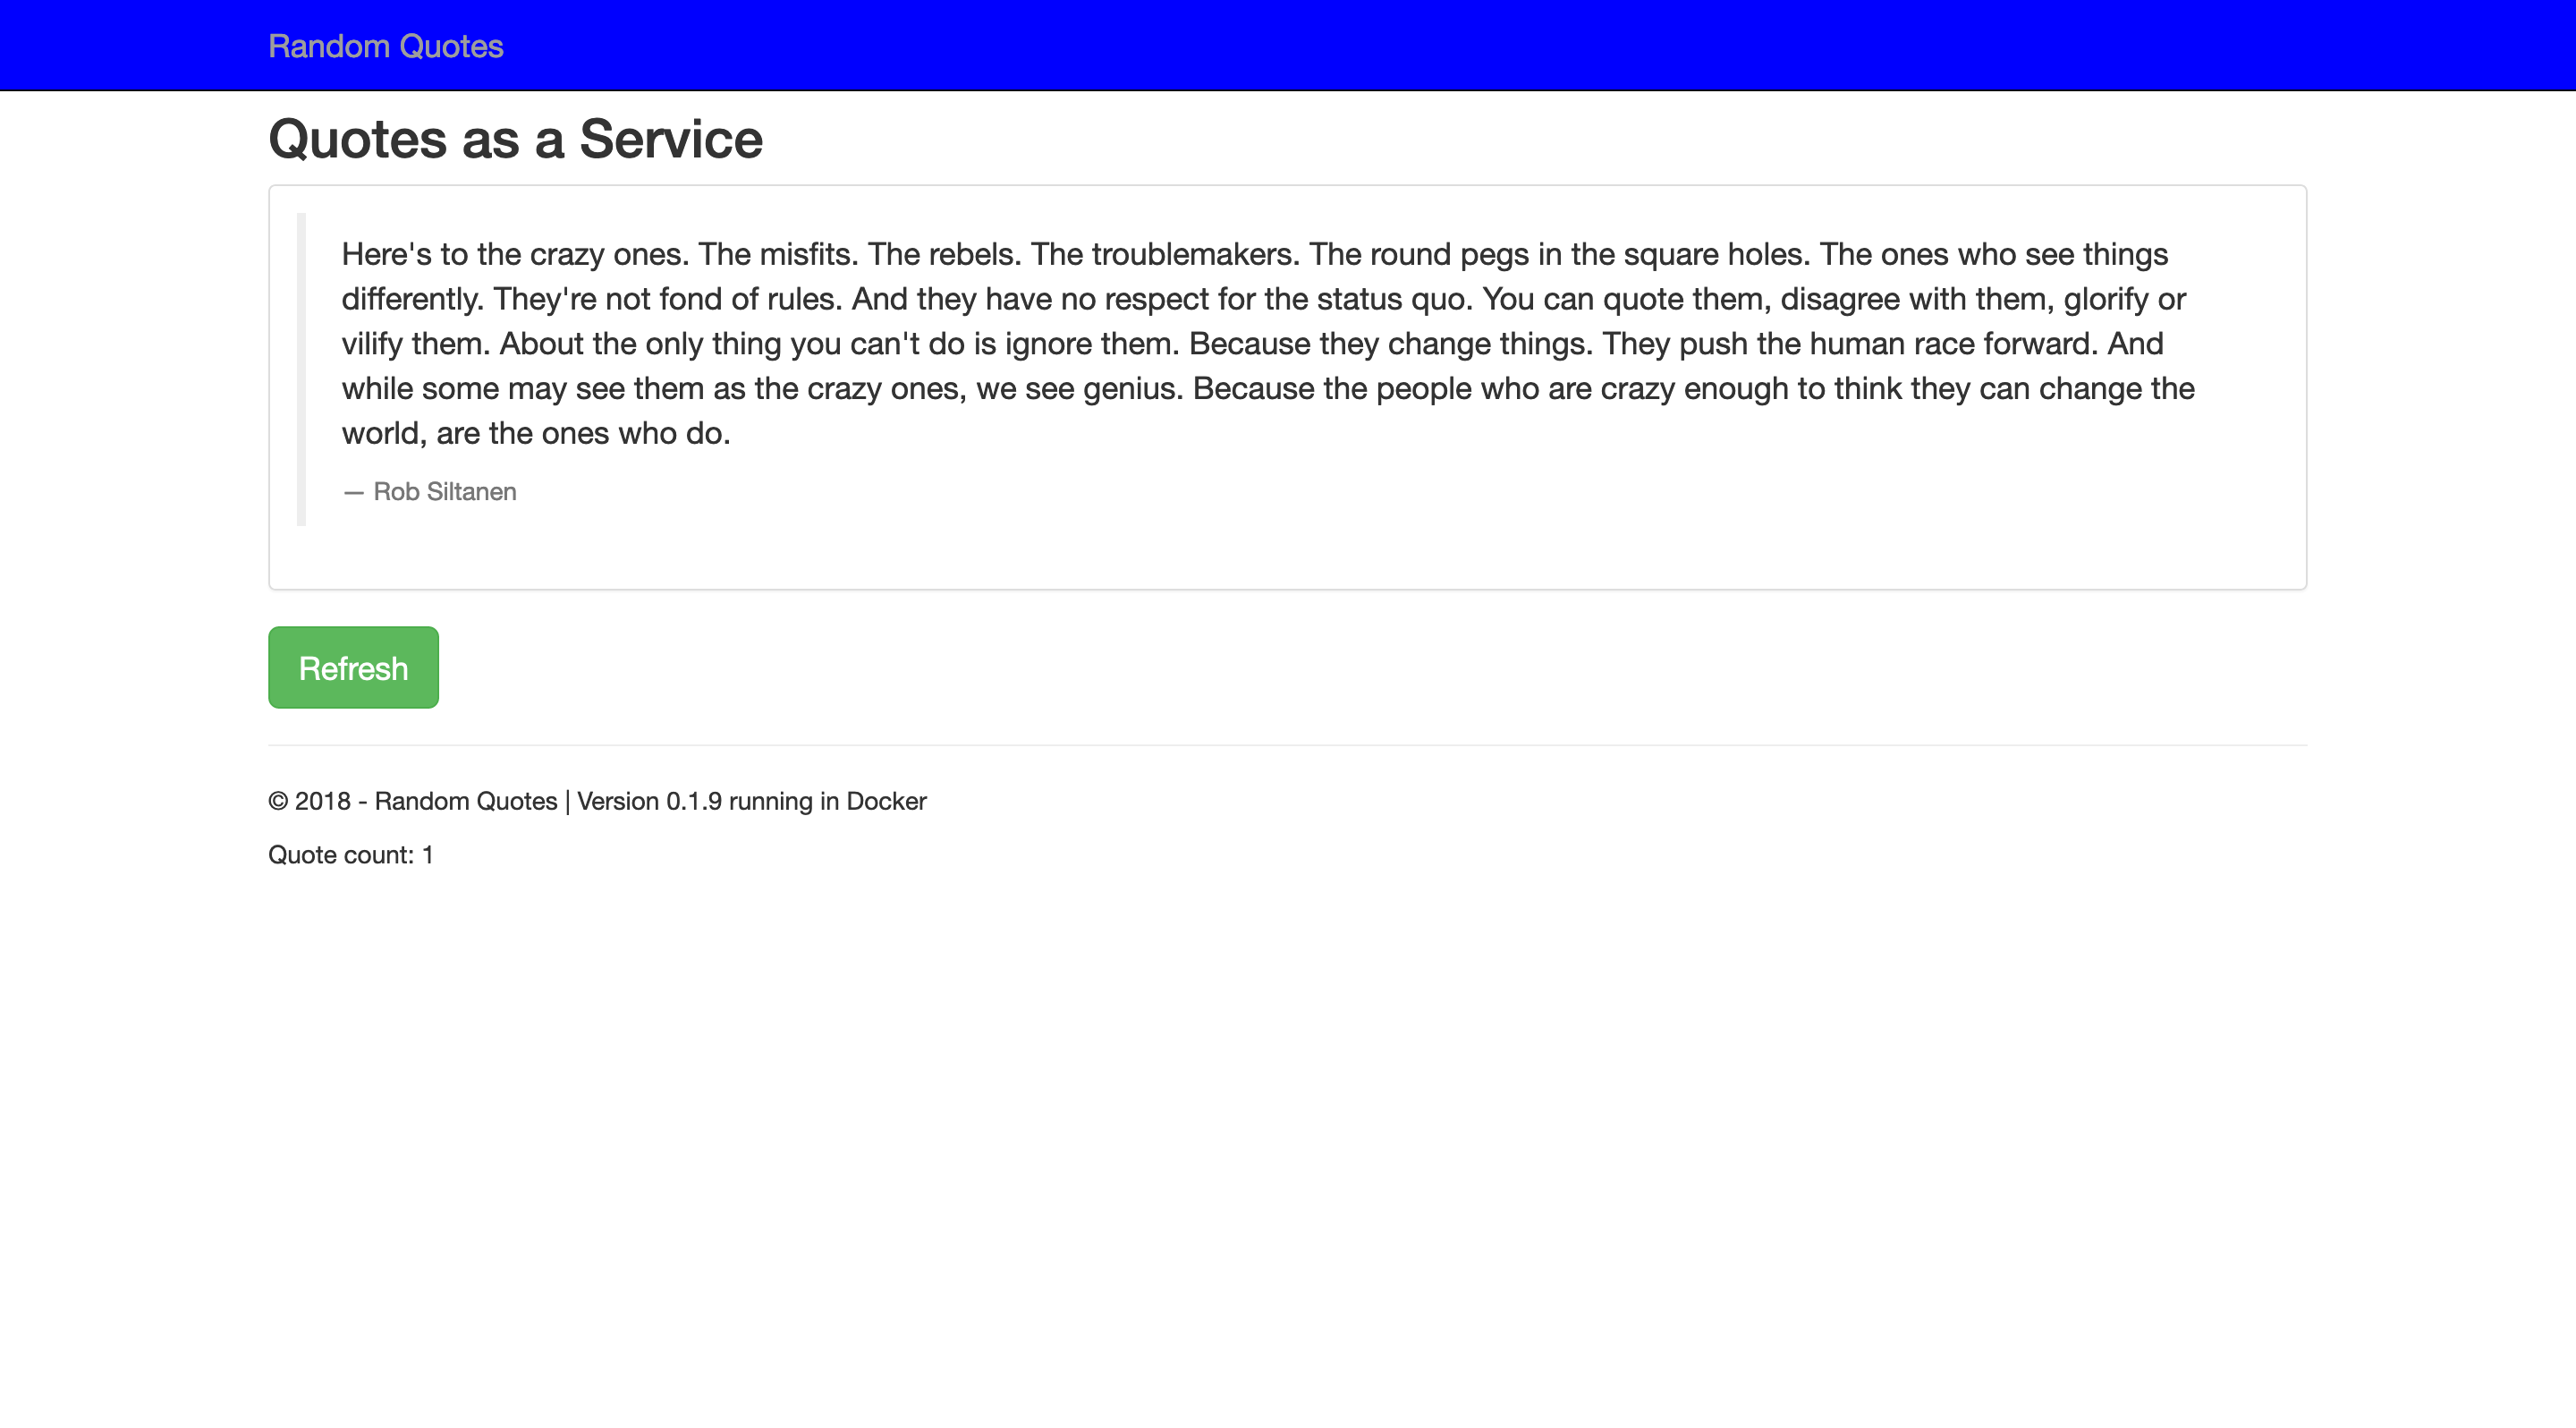 Random Quotes
Quotes as a Service
Here's to the crazy ones. The misfits. The rebels. The troublemakers. The round pegs in the square holes. The ones who see things
differently. They're not fond of rules. And they have no respect for the status quo. You can quote them, disagree with them, glorify or
vilify them. About the only thing you can't do is ignore them. Because they change things. They push the human race forward. And
while some may see them as the crazy ones, we see genius. Because the people who are crazy enough to think they can change the
world, are the ones who do.
— Rob Siltanen
Refresh
© 2018 - Random Quotes | Version 0.1.9 running in Docker
Quote count: 1